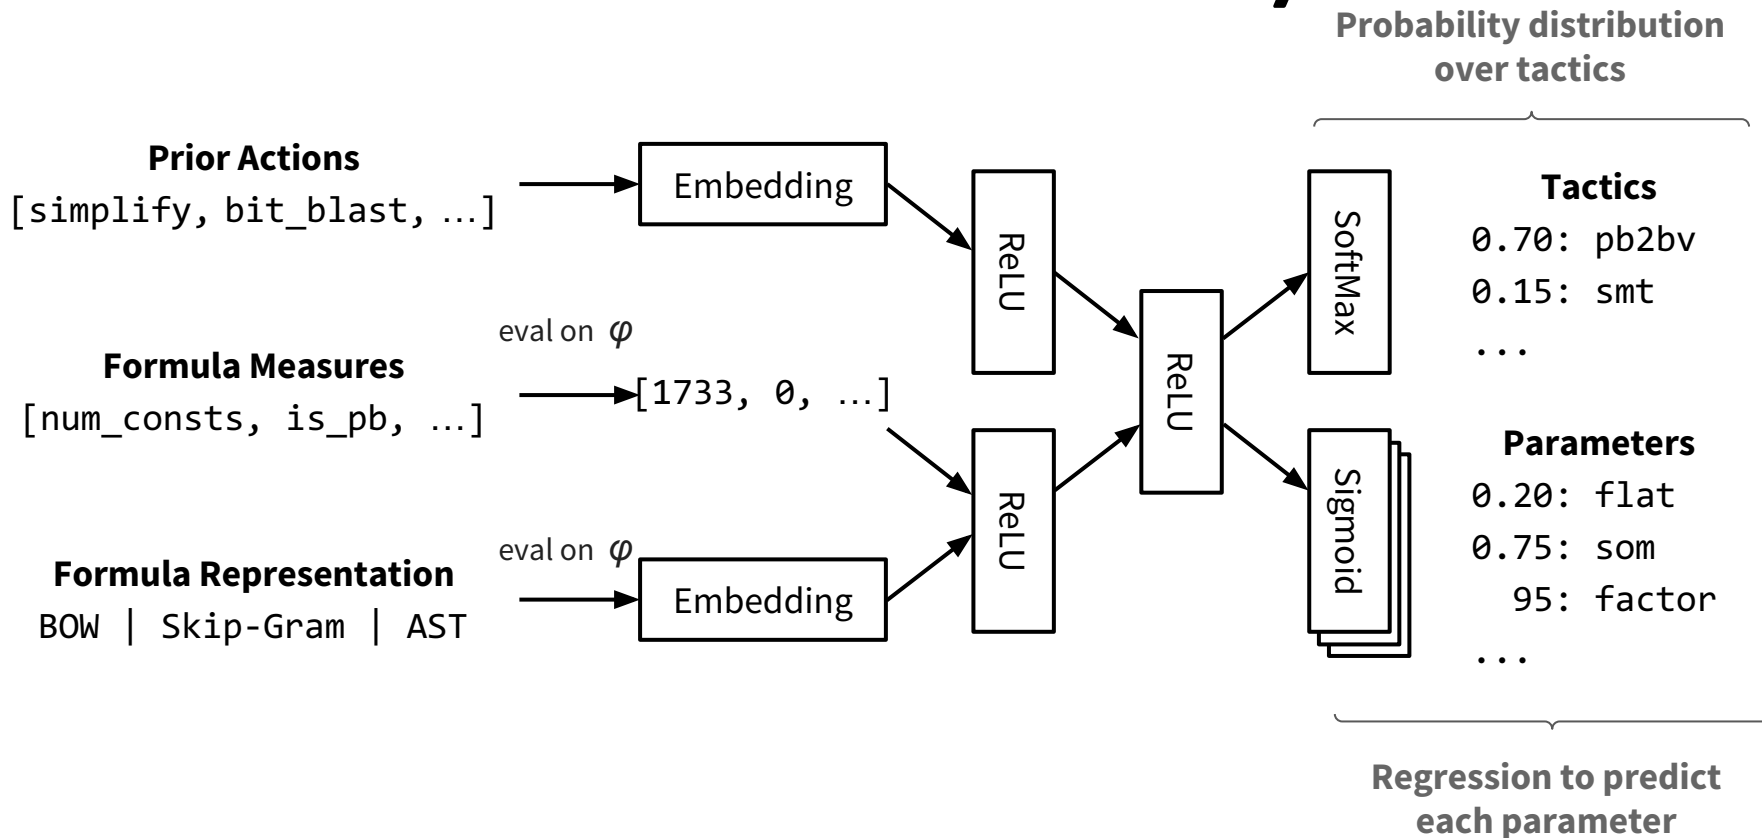 Probability distribution
over tactics
Prior Actions
[simplify, bit_blast, …]
Embedding
ReLU
SoftMax
Tactics
0.70: pb2bv
0.15: smt
...
eval on φ
Formula Measures
[num_consts, is_pb, …]
[1733, 0, …]
ReLU
ReLU
Sigmoid
Parameters
0.20: flat
0.75: som
95: factor
...
eval on φ
Formula Representation
BOW | Skip-Gram | AST
Embedding
Regression to predict
each parameter